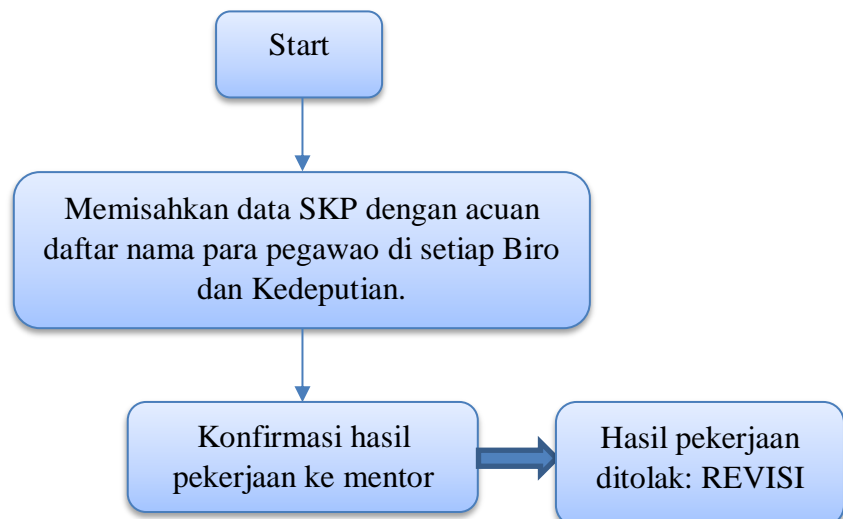 Start
Memisahkan data SKP dengan acuan
daftar nama para pegawao di setiap Biro
dan Kedeputian.
Konfirmasi hasil
pekerjaan ke mentor
Hasil pekerjaan
ditolak: REVISI